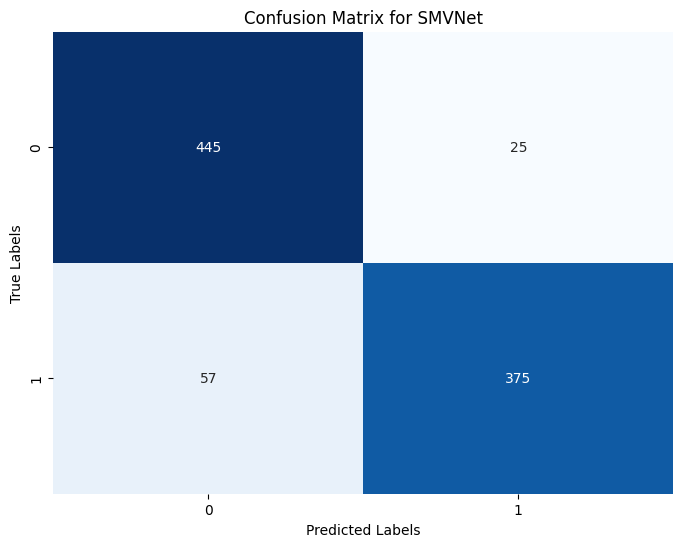 Confusion Matrix for SMVNet
True Labels
0
445
25
1
57
375
0
1
Predicted Labels